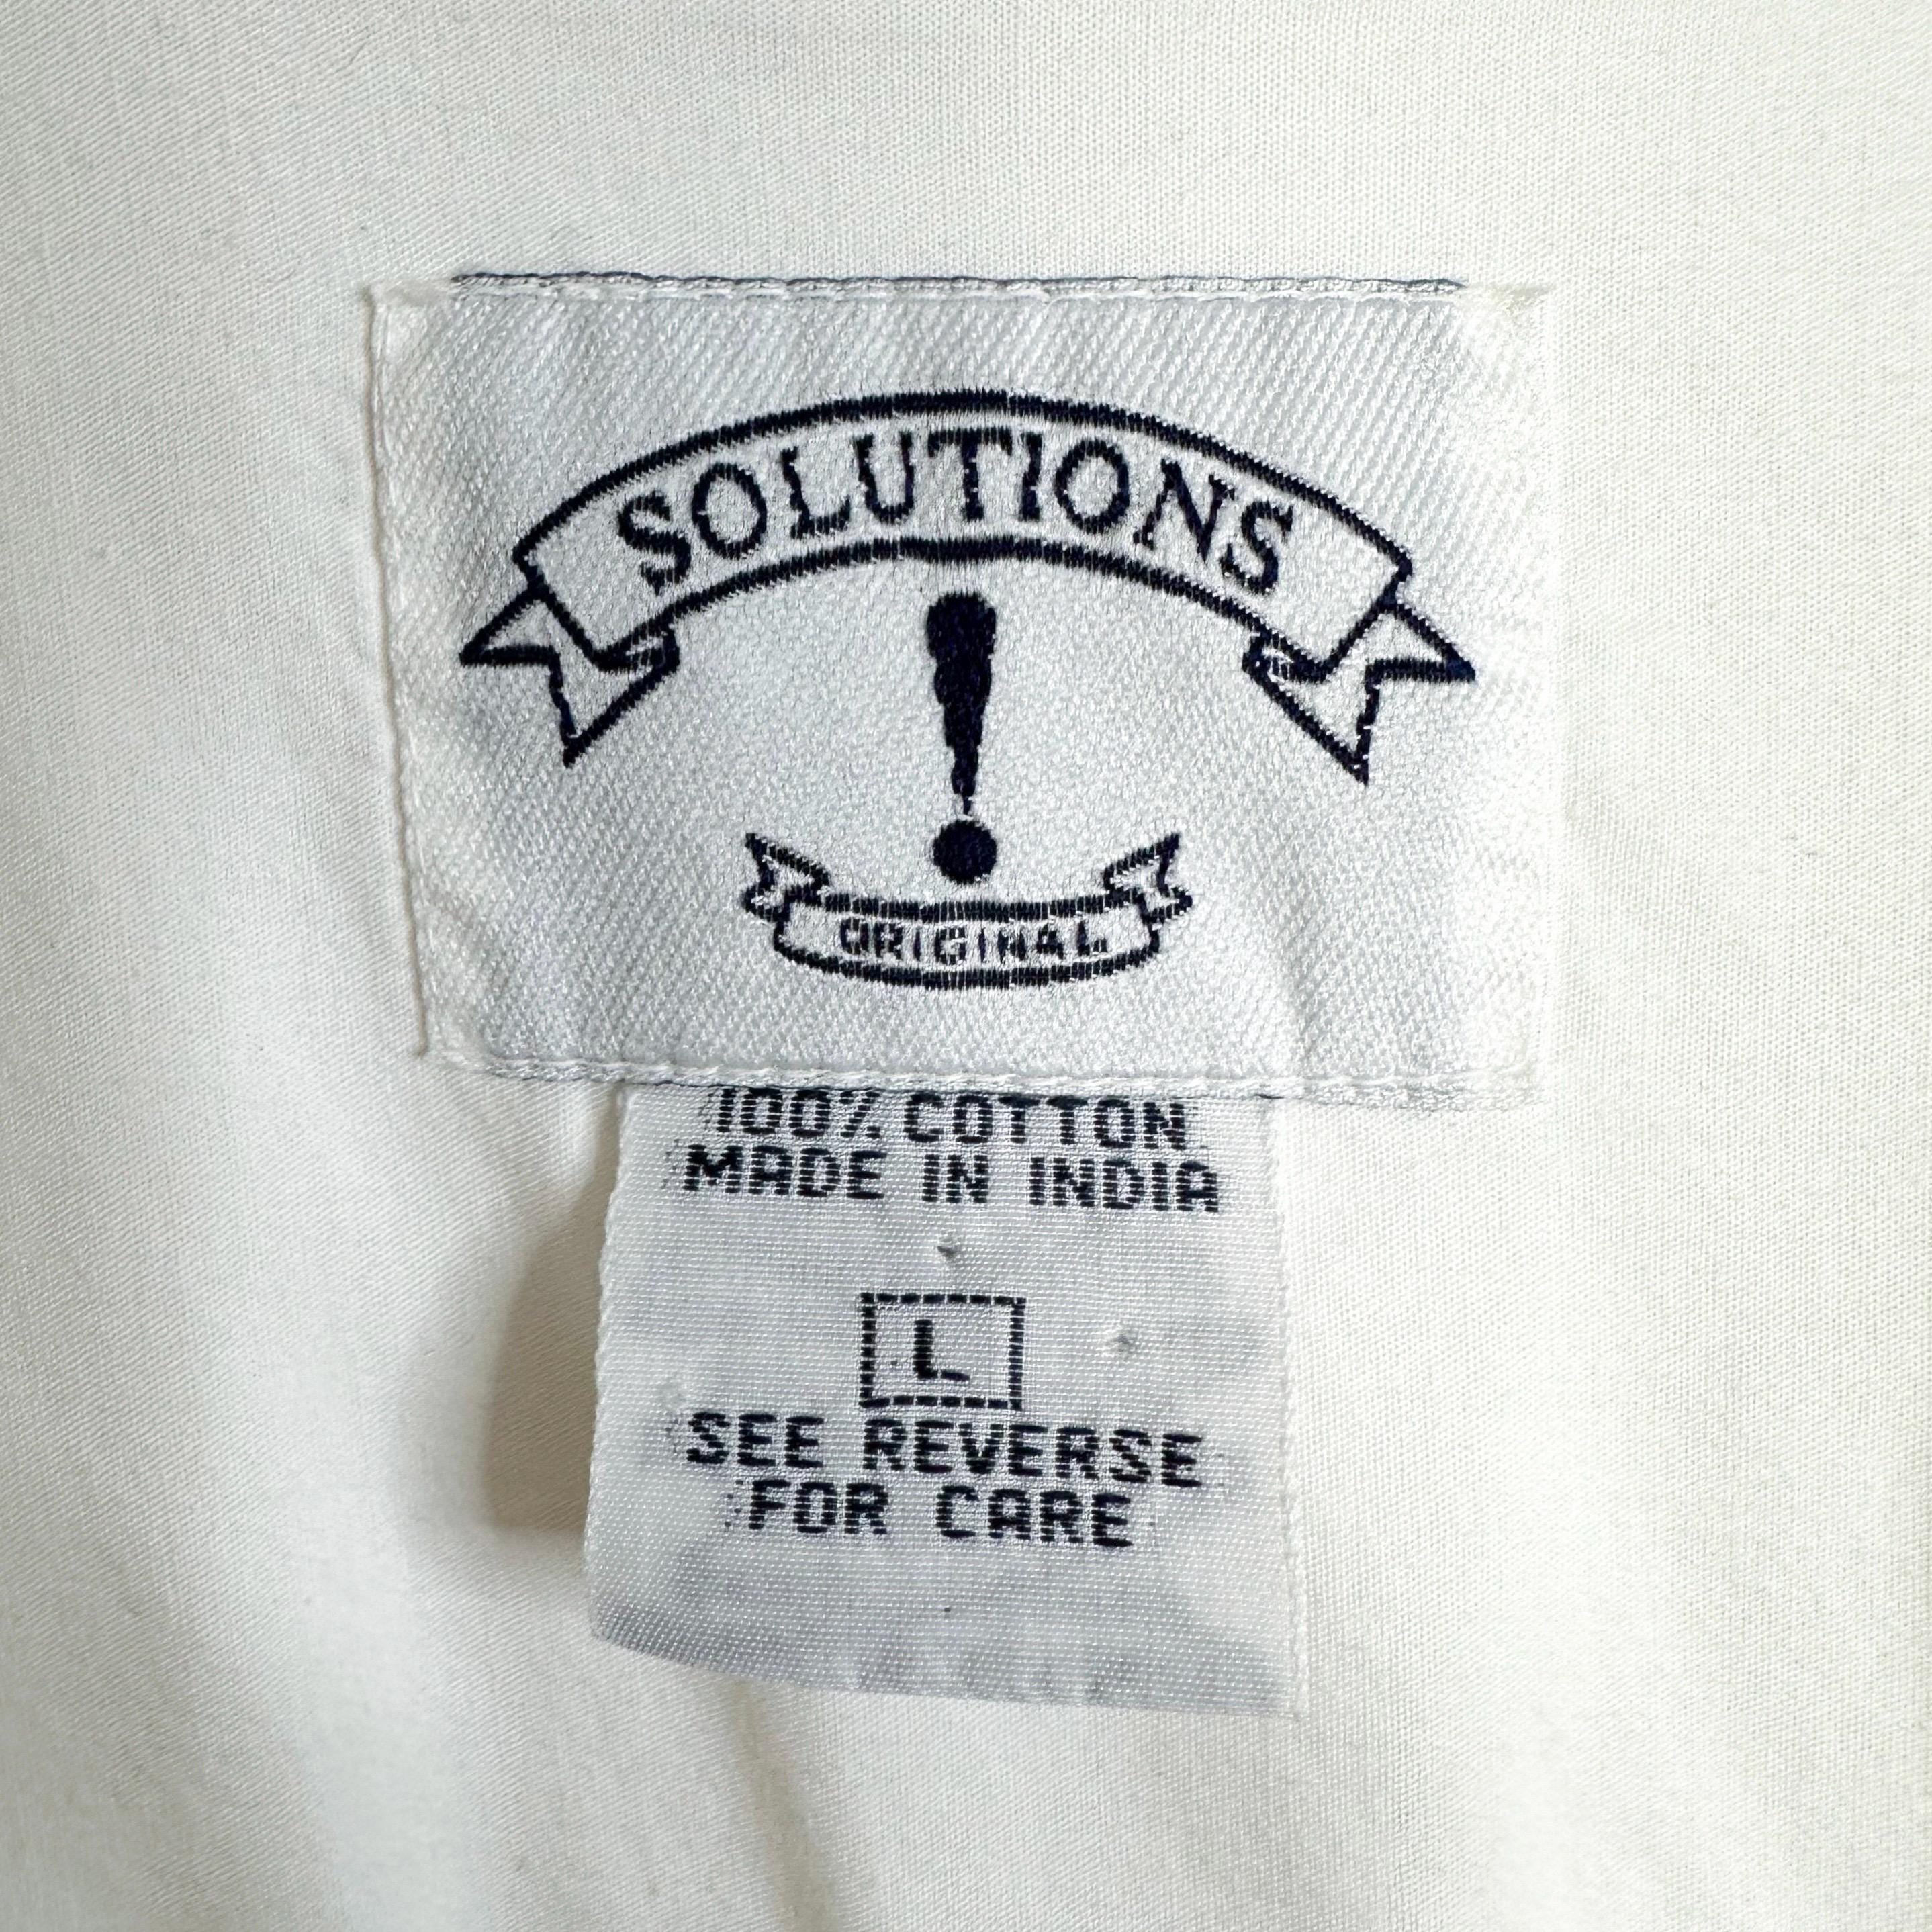 SOLUTIONS
!
ORIGINAL
100% COTTON
MADE IN INDIA
L
SEE REVERSE
FOR CARE